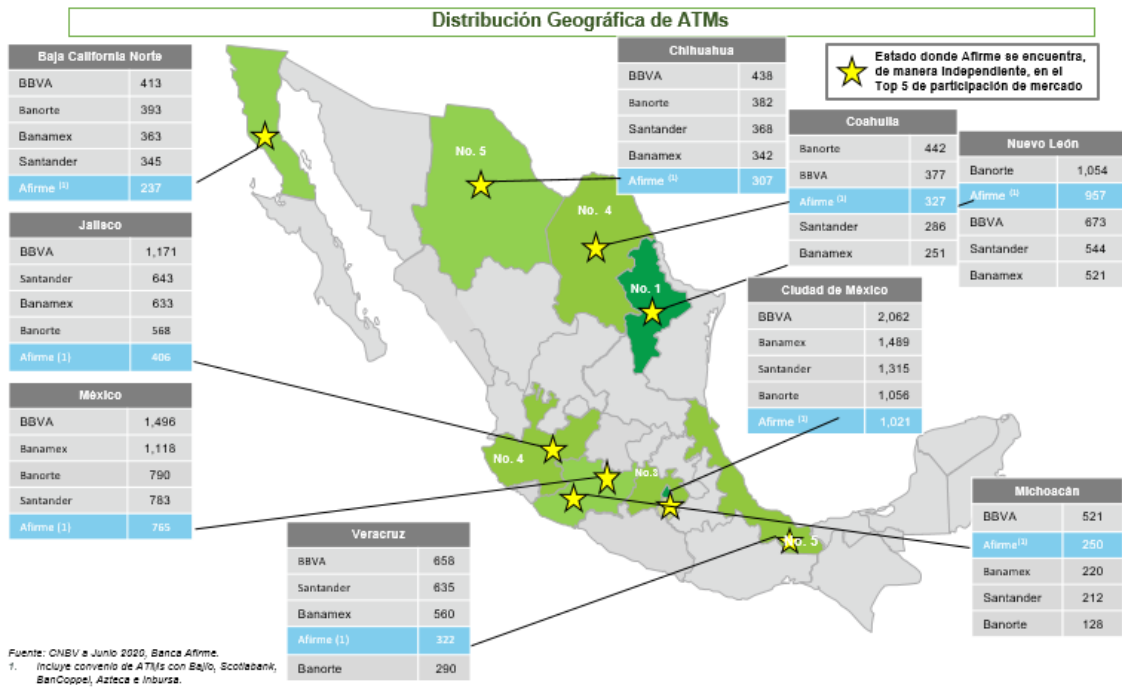 Distribución Geográfica de ATMs
Estado donde Afirme se encuentra,
de manera independiente, en el
Top 5 de participación de mercado
Baja California Norte
BBVA 413
Banorte 393
Banamex 363
Santander 345
Afirme (1) 237
Chihuahua
BBVA 438
Banorte 382
Santander 368
Banamex 342
Afirme (1) 307
Coahuila
Banorte 442
BBVA 377
Afirme (1) 327
Santander 286
Banamex 251
Nuevo León
Banorte 1,054
Afirme (1) 957
BBVA 673
Santander 544
Banamex 521
Jalisco
BBVA 1,171
Santander 643
Banamex 633
Banorte 568
Afirme (1) 406
Ciudad de México
BBVA 2,062
Banamex 1,489
Santander 1,315
Banorte 1,056
Afirme (1) 1,021
México
BBVA 1,496
Banamex 1,118
Banorte 790
Santander 783
Afirme (1) 765
Michoacán
BBVA 521
Afirme(1) 250
Banamex 220
Santander 212
Banorte 128
Veracruz
BBVA 658
Santander 635
Banamex 560
Afirme (1) 322
Banorte 290
No. 5
No. 4
No. 1
No. 4
No.3
No. 5
Fuente: CNBV a Junio 2020, Banca Afirme.
1. Incluye convenio de ATMs con Bajío, Scotiabank,
BanCoppel, Azteca e Inbursa.